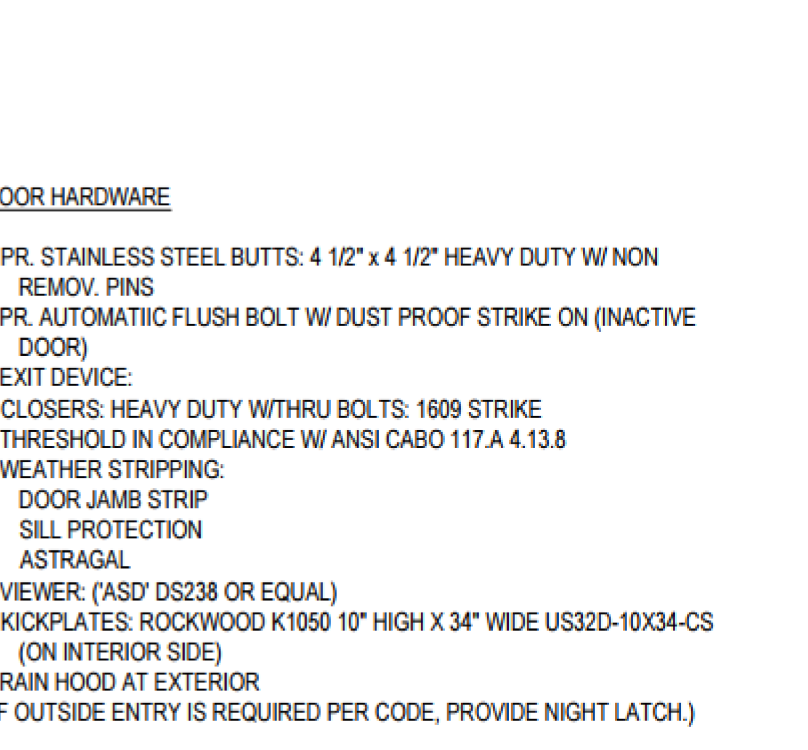 OOR HARDWARE
PR. STAINLESS STEEL BUTTS: 4 1/2" x 4 1/2" HEAVY DUTY W/ NON
REMOV. PINS
PR. AUTOMATIIC FLUSH BOLT W/ DUST PROOF STRIKE ON (INACTIVE
DOOR)
EXIT DEVICE:
CLOSERS: HEAVY DUTY W/THRU BOLTS: 1609 STRIKE
THRESHOLD IN COMPLIANCE W/ ANSI CABO 117.A 4.13.8
WEATHER STRIPPING:
DOOR JAMB STRIP
SILL PROTECTION
ASTRAGAL
VIEWER: ('ASD' DS238 OR EQUAL)
KICKPLATES: ROCKWOOD K1050 10" HIGH X 34" WIDE US32D-10X34-CS
(ON INTERIOR SIDE)
RAIN HOOD AT EXTERIOR
F OUTSIDE ENTRY IS REQUIRED PER CODE, PROVIDE NIGHT LATCH.)